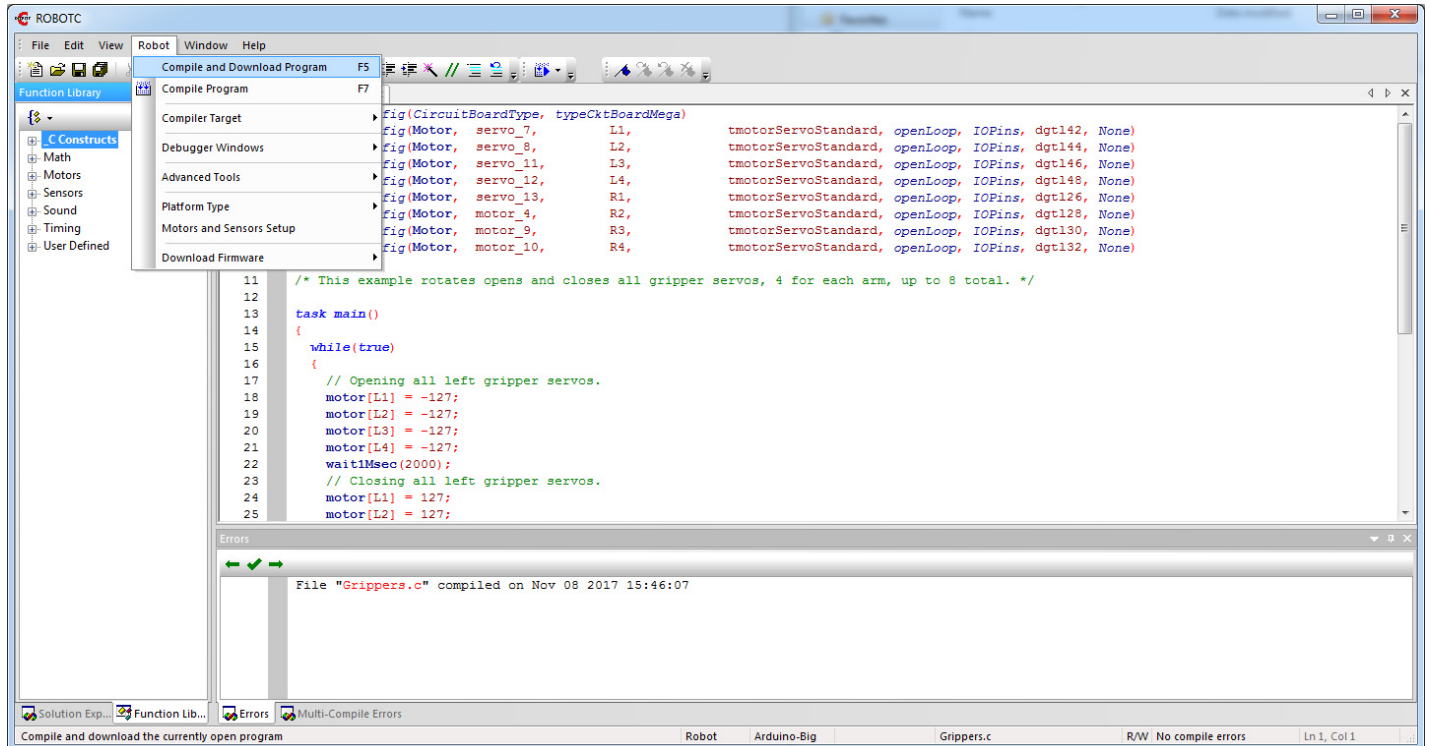 ROBOTC
File Edit View Robot Window Help
Compile and Download Program F5
Function Library
Compile Program F7
Compiler Target
Debugger Windows
Advanced Tools
Platform Type
Motors and Sensors Setup
Download Firmware
_C Constructs
Math
Motors
Sensors
Sound
Timing
User Defined
fig(CircuitBoardType, typeCktBoardMega)
fig(Motor, servo_7, L1, tmotorServoStandard, openLoop, IOPins, dgtl42, None)
fig(Motor, servo_8, L2, tmotorServoStandard, openLoop, IOPins, dgtl44, None)
fig(Motor, servo_11, L3, tmotorServoStandard, openLoop, IOPins, dgtl46, None)
fig(Motor, servo_12, L4, tmotorServoStandard, openLoop, IOPins, dgtl48, None)
fig(Motor, servo_13, R1, tmotorServoStandard, openLoop, IOPins, dgtl26, None)
fig(Motor, motor_4, R2, tmotorServoStandard, openLoop, IOPins, dgtl28, None)
fig(Motor, motor_9, R3, tmotorServoStandard, openLoop, IOPins, dgtl30, None)
fig(Motor, motor_10, R4, tmotorServoStandard, openLoop, IOPins, dgtl32, None)
11 /* This example rotates opens and closes all gripper servos, 4 for each arm, up to 8 total. */
12
13 task main()
14 {
15 while(true)
16 {
17 // Opening all left gripper servos.
18 motor[L1] = -127;
19 motor[L2] = -127;
20 motor[L3] = -127;
21 motor[L4] = -127;
22 wait1Msec(2000);
23 // Closing all left gripper servos.
24 motor[L1] = 127;
25 motor[L2] = 127;
Errors
File "Grippers.c" compiled on Nov 08 2017 15:46:07
Solution Exp... Function Lib... Errors Multi-Compile Errors
Compile and download the currently open program Robot Arduino-Big Grippers.c R/W No compile errors Ln 1, Col 1